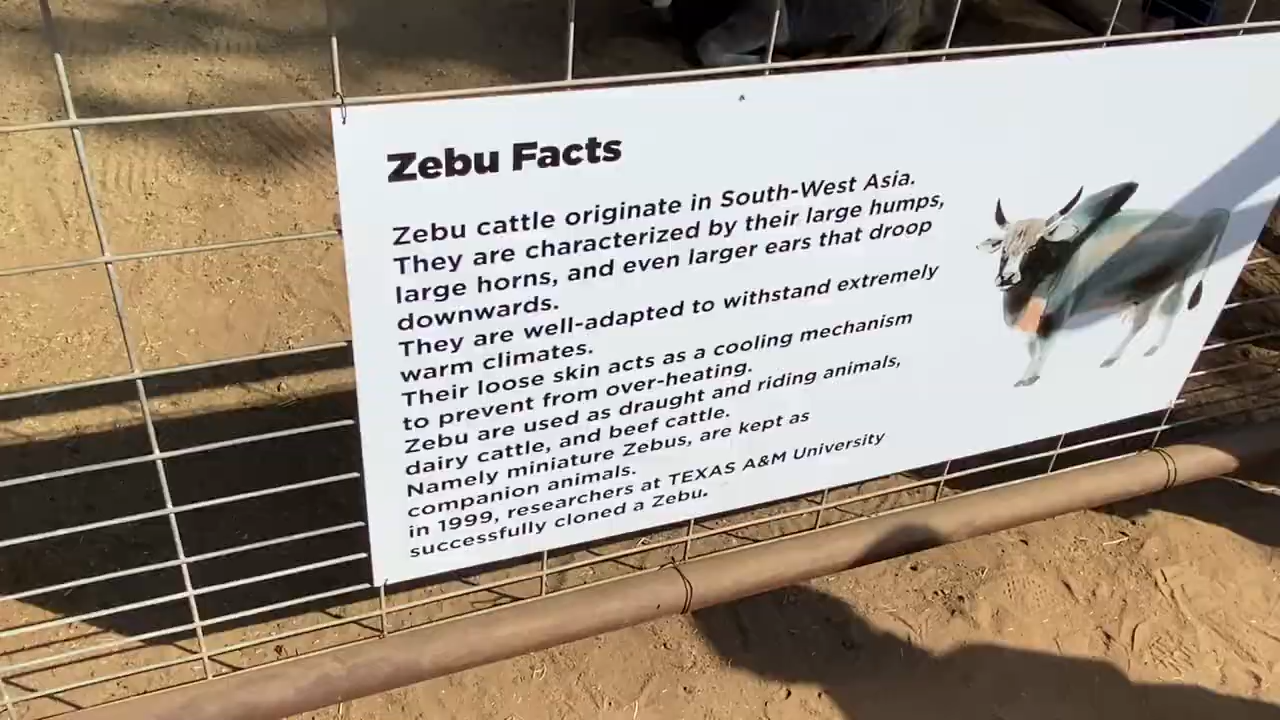 Zebu Facts
Zebu cattle originate in South-West Asia.
They are characterized by their large humps,
large horns, and even larger ears that droop
downwards.
They are well-adapted to withstand extremely
warm climates.
Their loose skin acts as a cooling mechanism
to prevent from over-heating.
Zebu are used as draught and riding animals,
dairy cattle, and beef cattle.
Namely miniature Zebus, are kept as
companion animals.
in 1999, researchers at TEXAS A&M University
successfully cloned a Zebu.